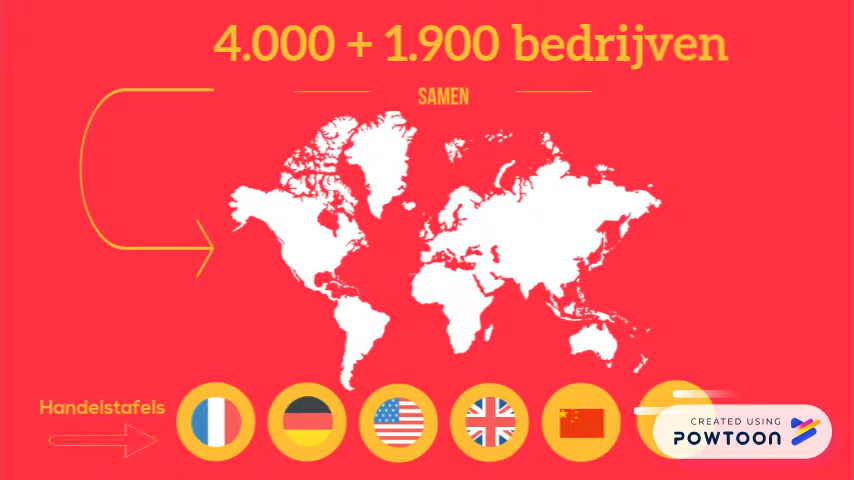 4.000 + 1.900 bedrijven
SAMEN
Handelstafels
CREATED USING
POWTOON